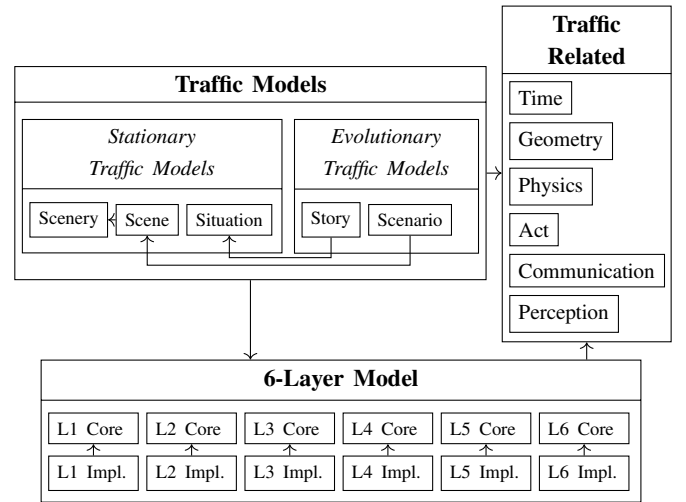 Traffic
Related
Time
Geometry
Physics
Act
Communication
Perception
Traffic Models
Stationary
Traffic Models
Evolutionary
Traffic Models
Scenery
Scene
Situation
Story
Scenario
6-Layer Model
L1 Core
L2 Core
L3 Core
L4 Core
L5 Core
L6 Core
L1 Impl.
L2 Impl.
L3 Impl.
L4 Impl.
L5 Impl.
L6 Impl.